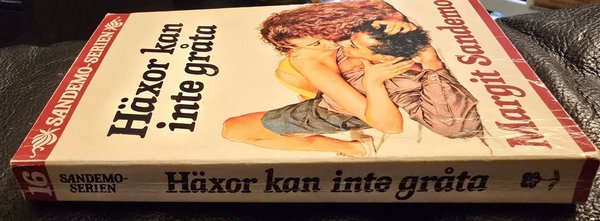 SANDEMO-SERIEN
Häxor kan
inte gråta
Margit Sandemo
16
SANDEMO-
SERIEN
Häxor kan inte gråta